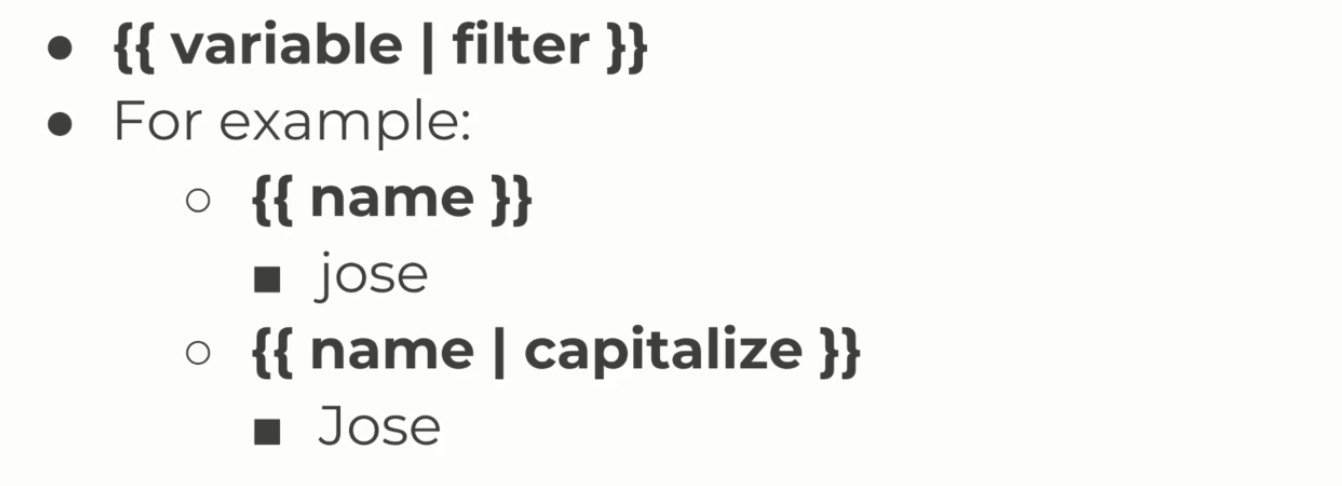 ● {{ variable | filter }}
● For example:
○ {{ name }}
■ jose
○ {{ name | capitalize }}
■ Jose